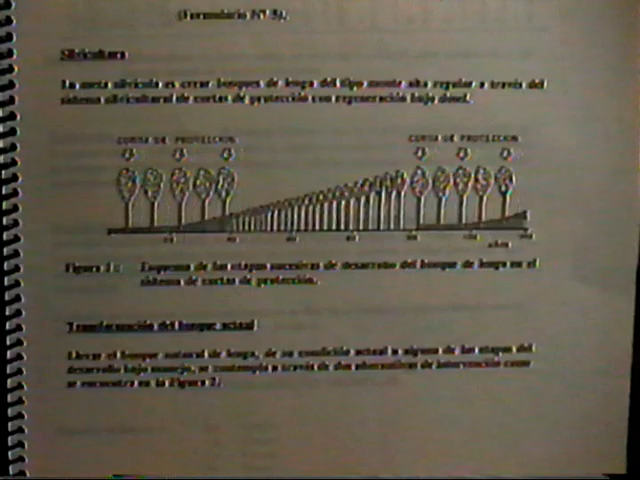 (Formulario Nº 5).
Silvicultura
La meta silvícola es crear bosques de lenga del tipo monte alto regular a través del
sistema silvicultural de cortas de protección con regeneración bajo dosel.
CORTA DE PROTECCION CORTA DE PROTECCION
años
Figura 1: Esquema de las etapas sucesivas de desarrollo del bosque de lenga en el
sistema de cortas de protección.
Transformación del bosque actual
Llevar el bosque natural de lenga, de su condición actual a alguna de las etapas del
desarrollo bajo manejo, se contempla a través de dos alternativas de intervención como
se encuentra en la Figura 2.